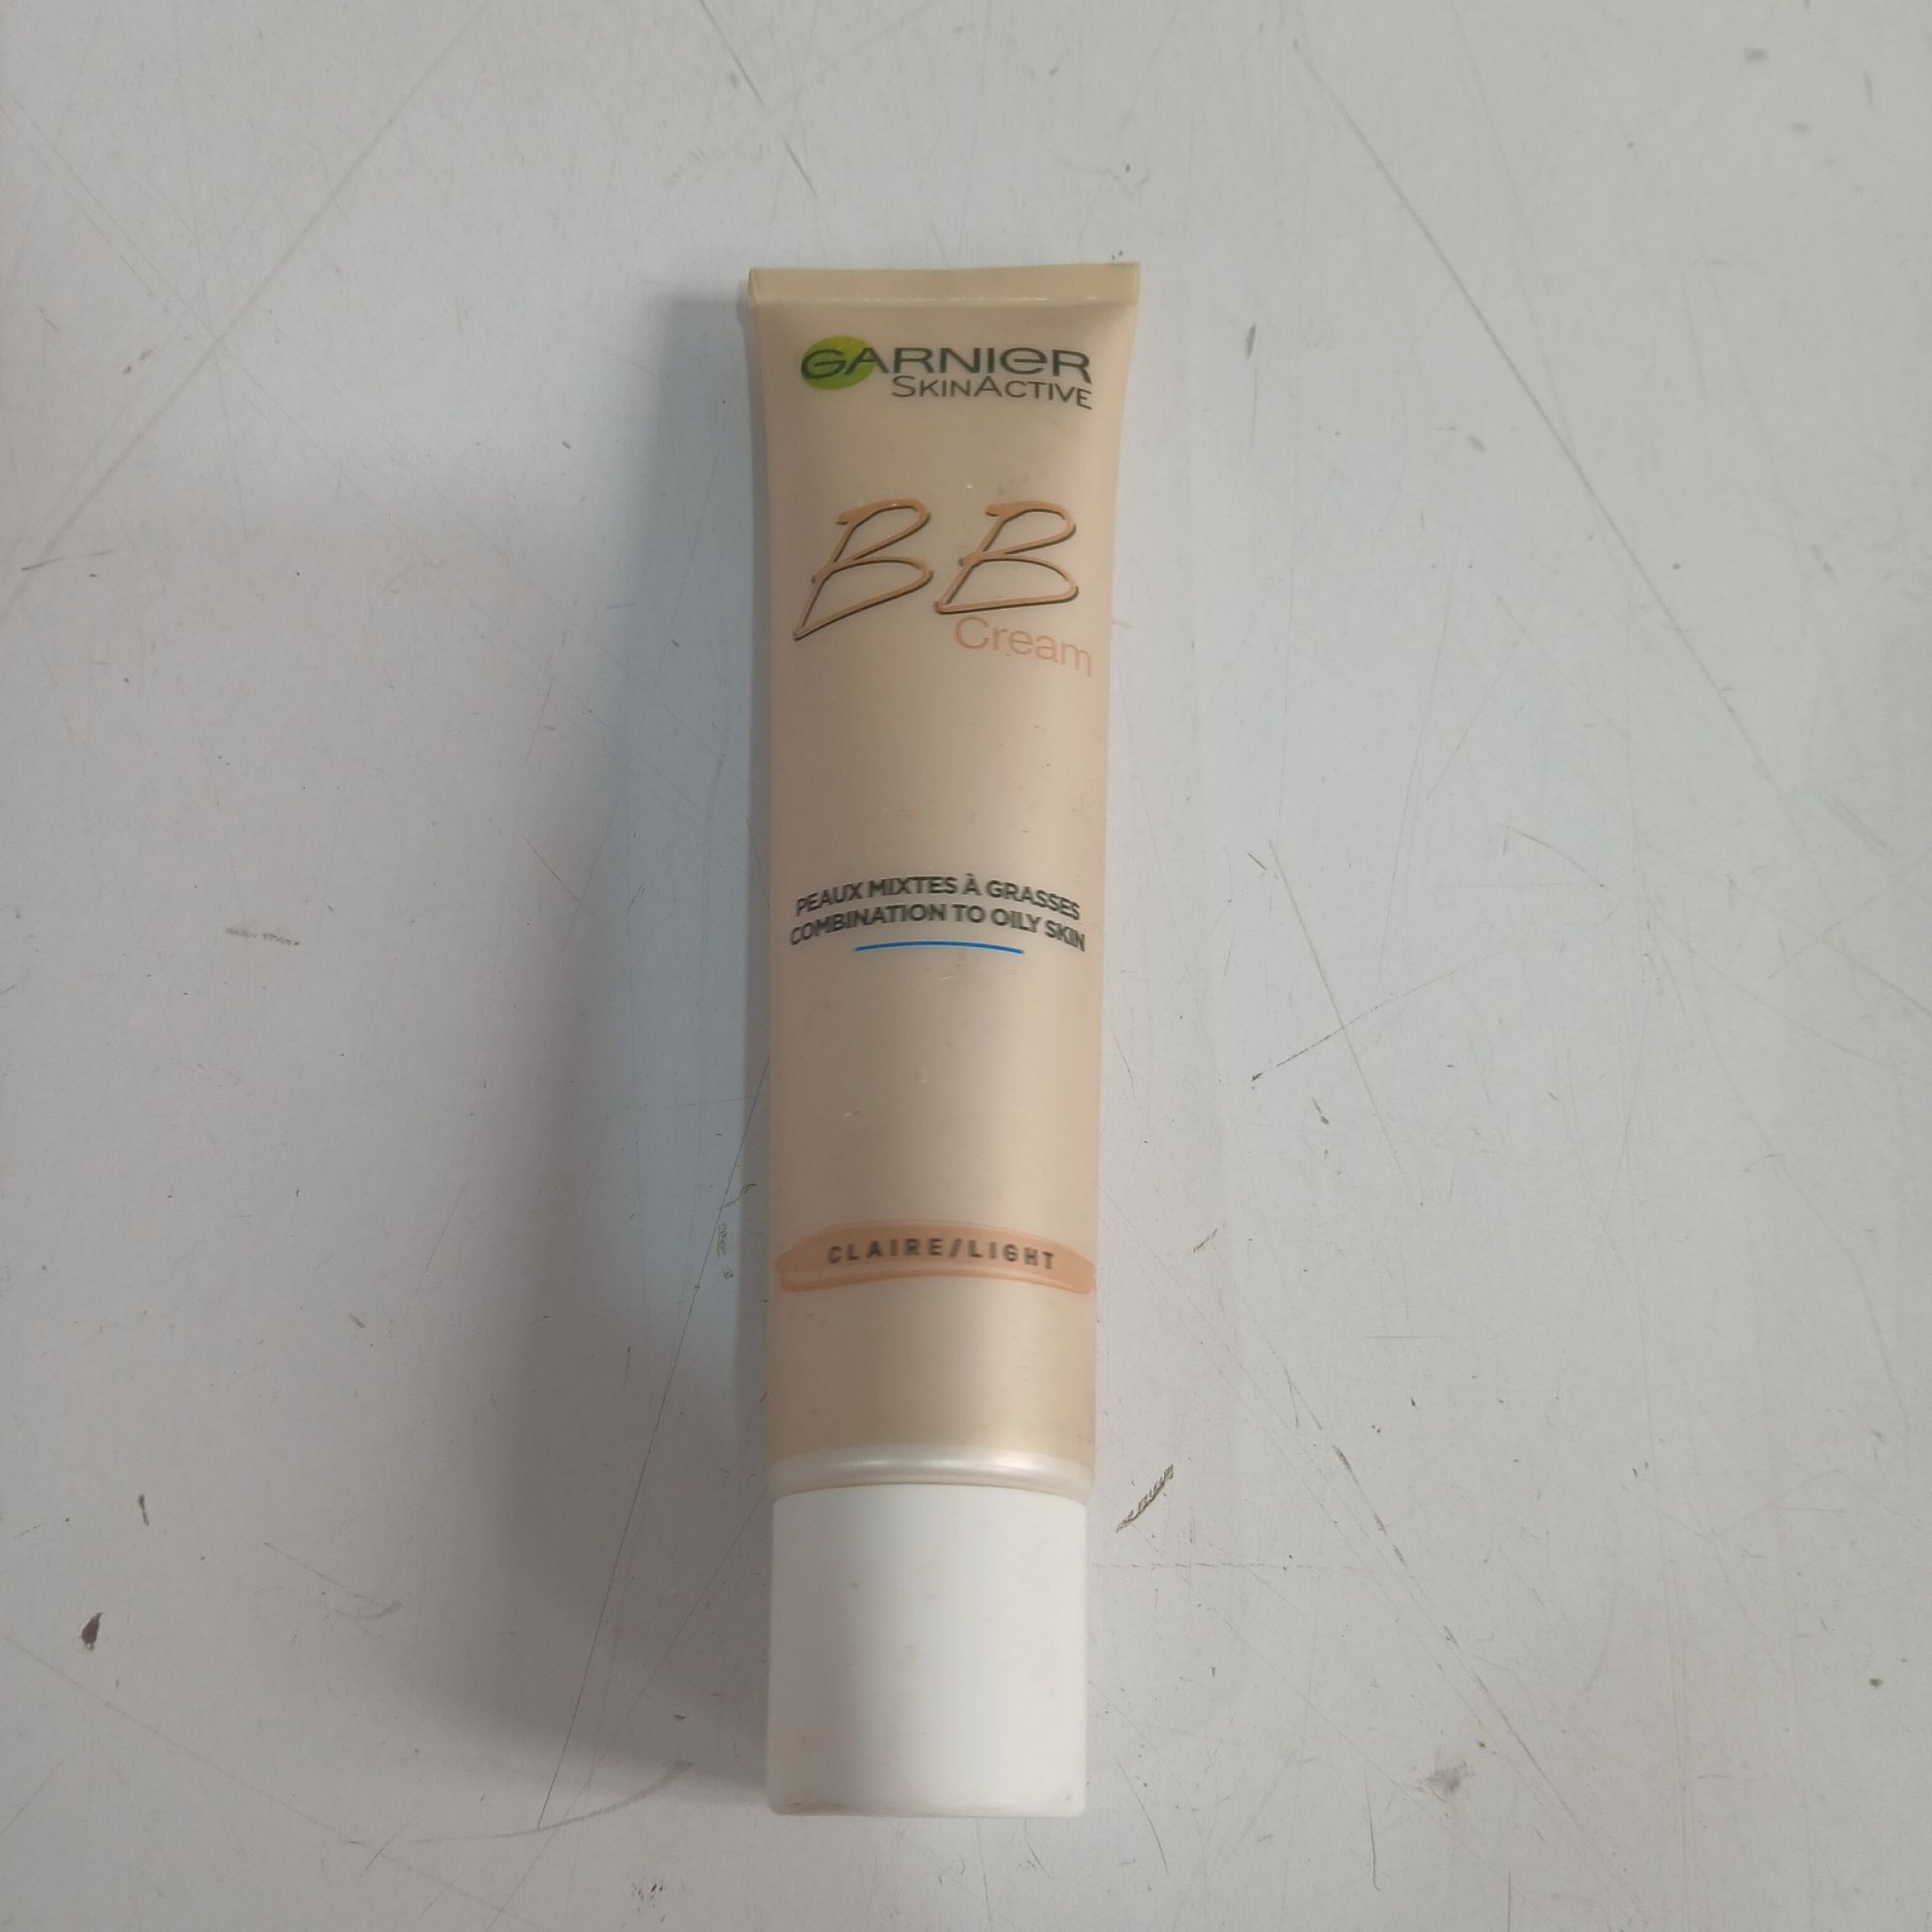 GARNIER
SKINACTIVE
BB
Cream
PEAUX MIXTES À GRASSES
COMBINATION TO OILY SKIN
CLAIRE/LIGHT